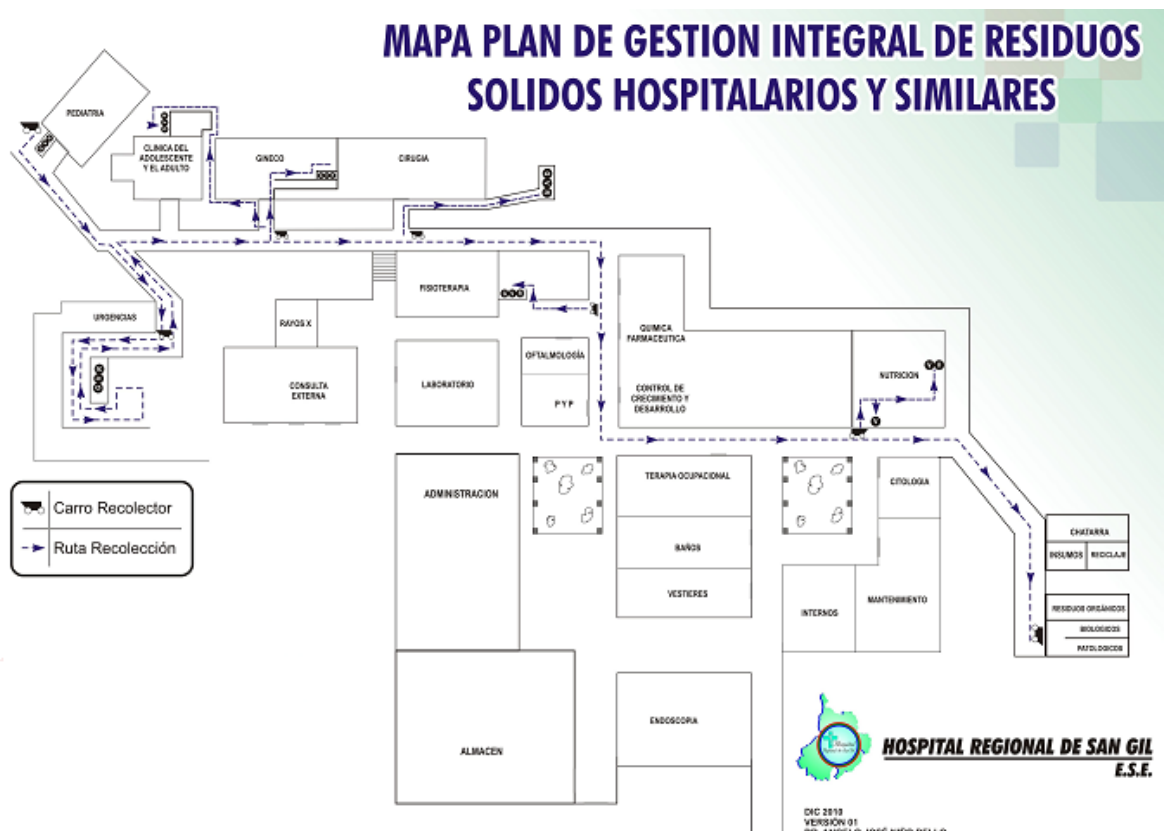 MAPA PLAN DE GESTION INTEGRAL DE RESIDUOS
SOLIDOS HOSPITALARIOS Y SIMILARES
PEDIATRIA
CLINICA DEL
ADOLESCENTE
Y EL ADULTO
GINECO
CIRUGIA
URGENCIAS
RAYOS X
CONSULTA
EXTERNA
FISIOTERAPIA
LABORATORIO
OFTALMOLOGÍA
P Y P
QUIMICA
FARMACEUTICA
CONTROL DE
CRECIMIENTO Y
DESARROLLO
NUTRICION
Carro Recolector
Ruta Recolección
ADMINISTRACION
TERAPIA OCUPACIONAL
BAÑOS
VESTIERES
CITOLOGIA
INTERNOS
MANTENIMIENTO
CHATARRA
INSUMOS
RECICLAJE
RESIDUOS ORGÁNICOS
BIOLOGICOS
PATOLOGICOS
ALMACEN
ENDOSCOPIA
HOSPITAL REGIONAL DE SAN GIL
E.S.E.
DIC 2010
VERSIÓN 01